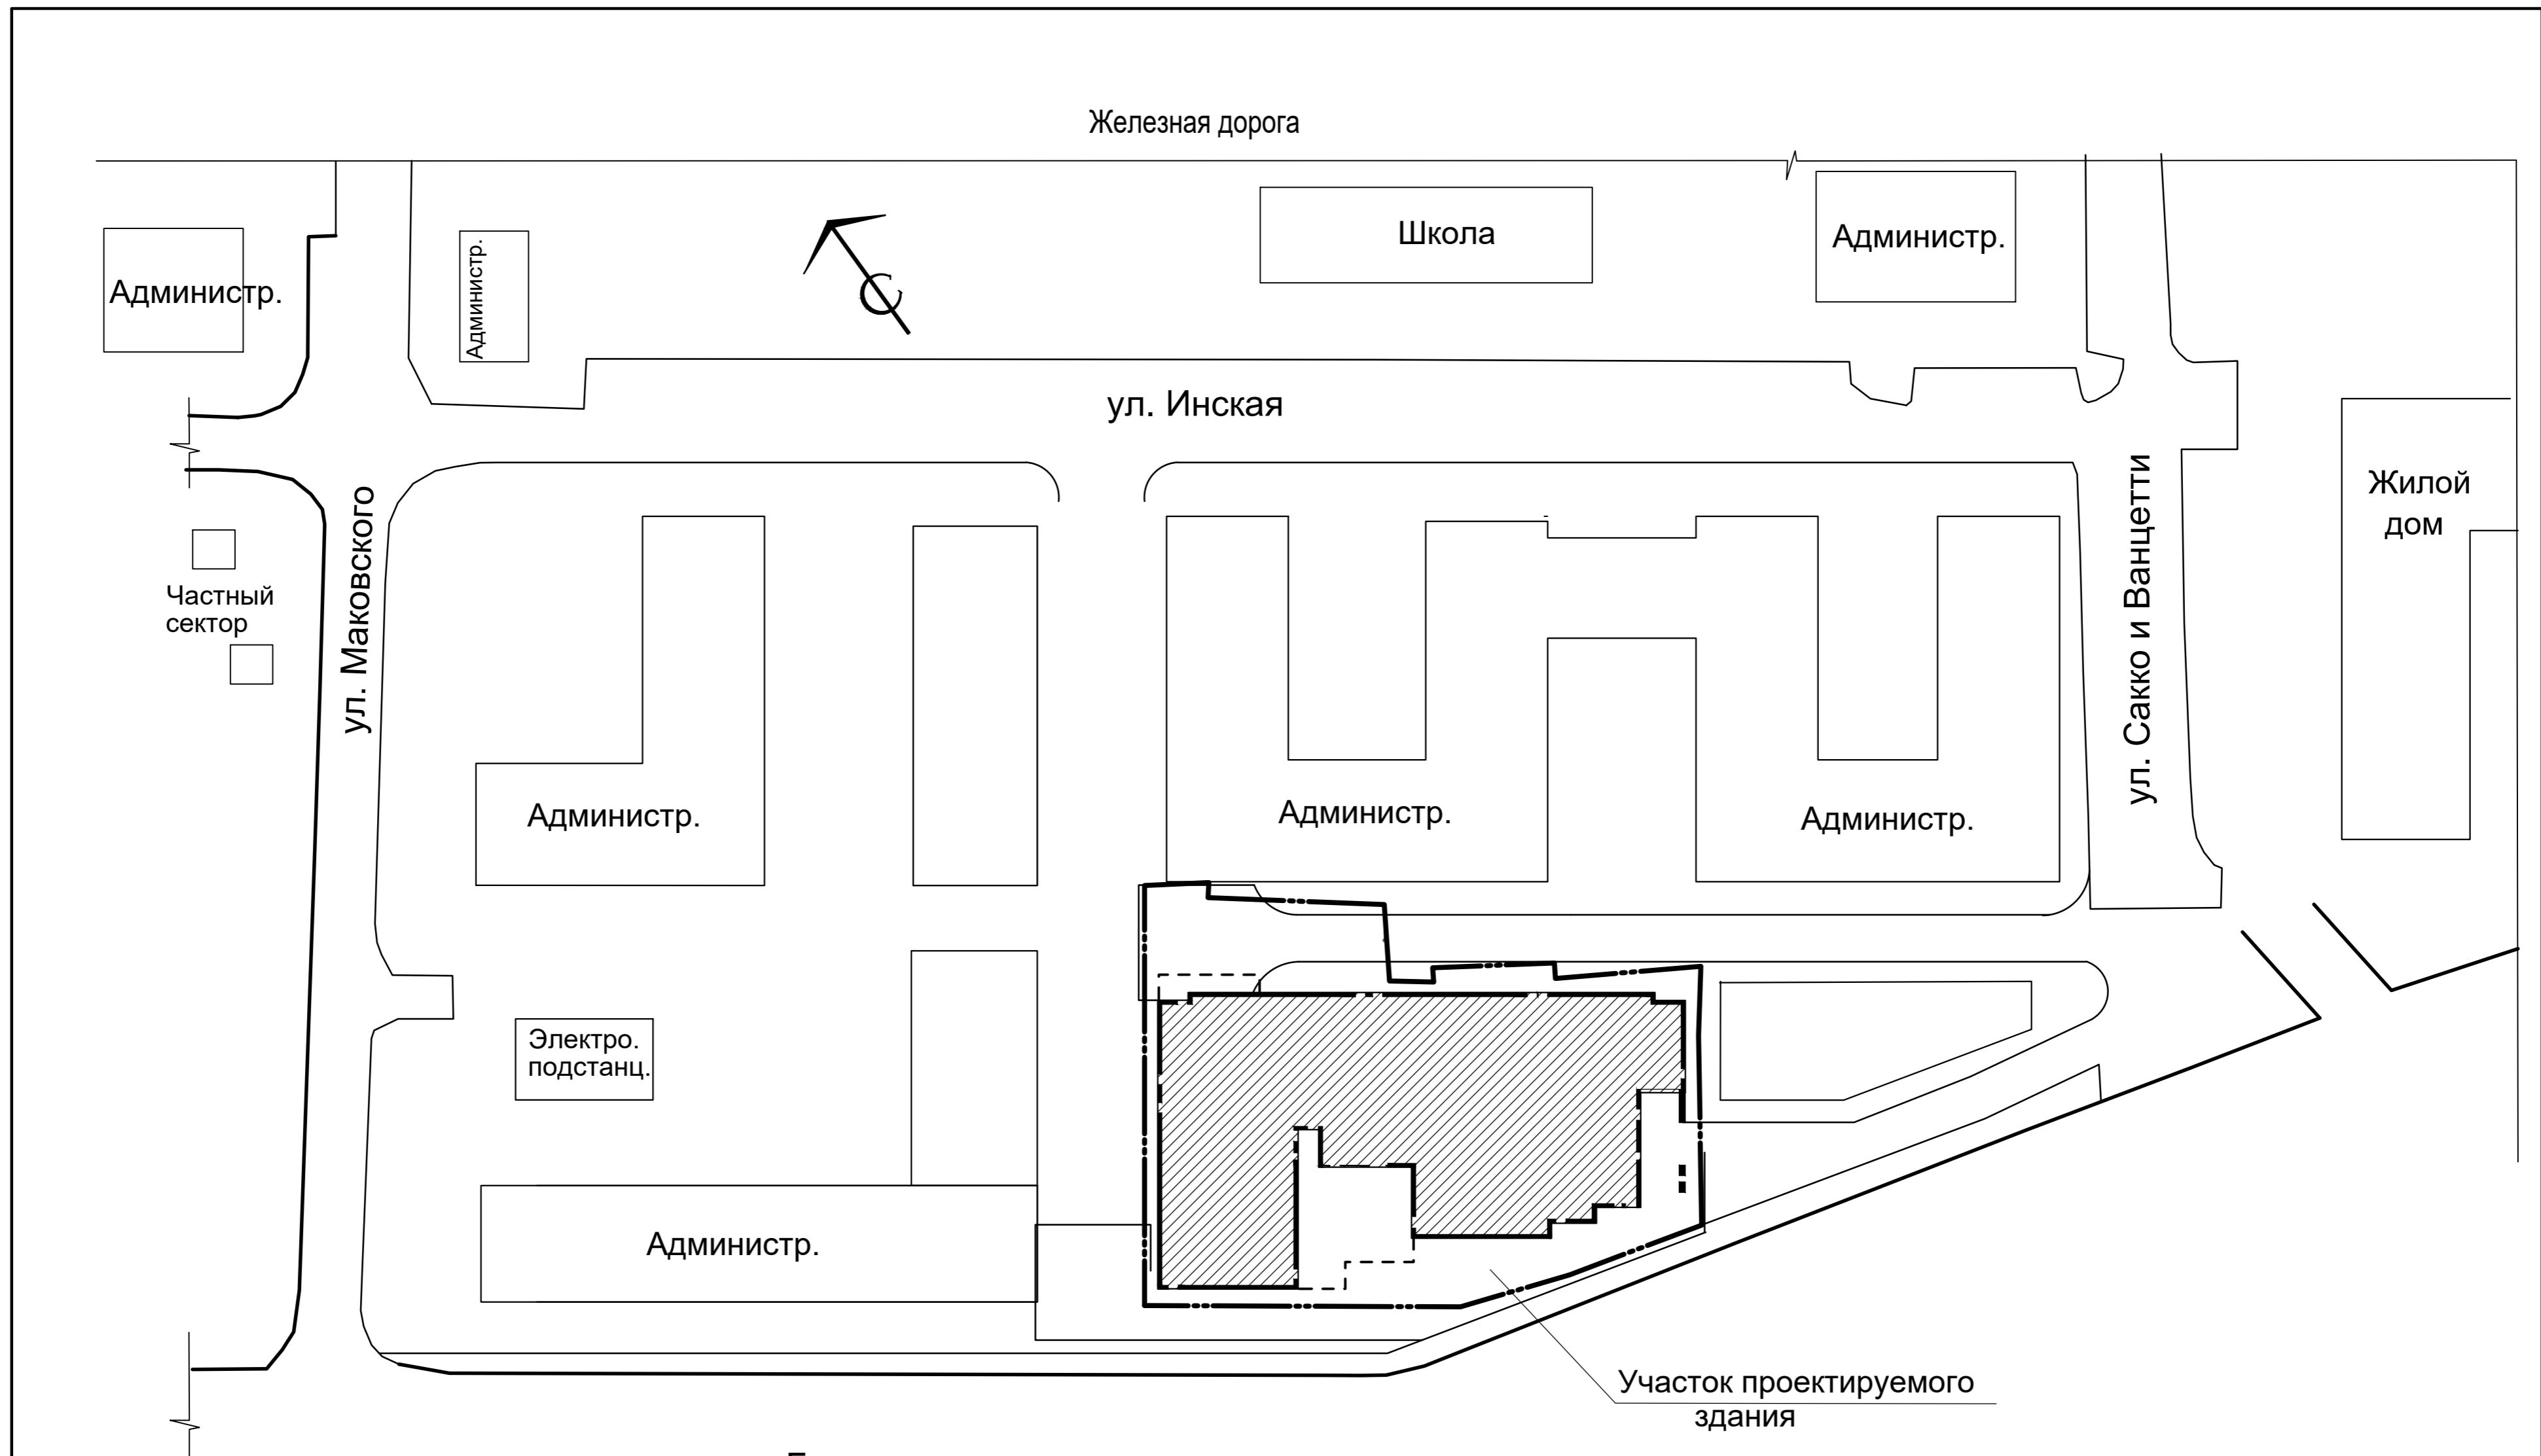 Железная дорога
Администр.
Администр.
С
Школа
Администр.
ул. Инская
ул. Маковского
Частный
сектор
ул. Сакко и Ванцетти
Жилой
дом
Администр.
Администр.
Администр.
Электро.
подстанц.
Администр.
Участок проектируемого
здания